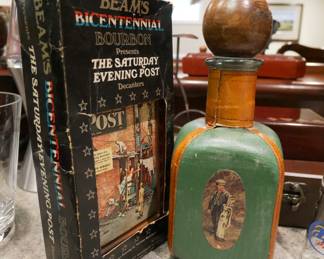 BEAM'S
BICENTENNIAL
BOURBON
Presents
THE SATURDAY
EVENING POST
Decanters
POST
BEAM'S BICENTENNIAL
THE SATURDAY EVENING POST